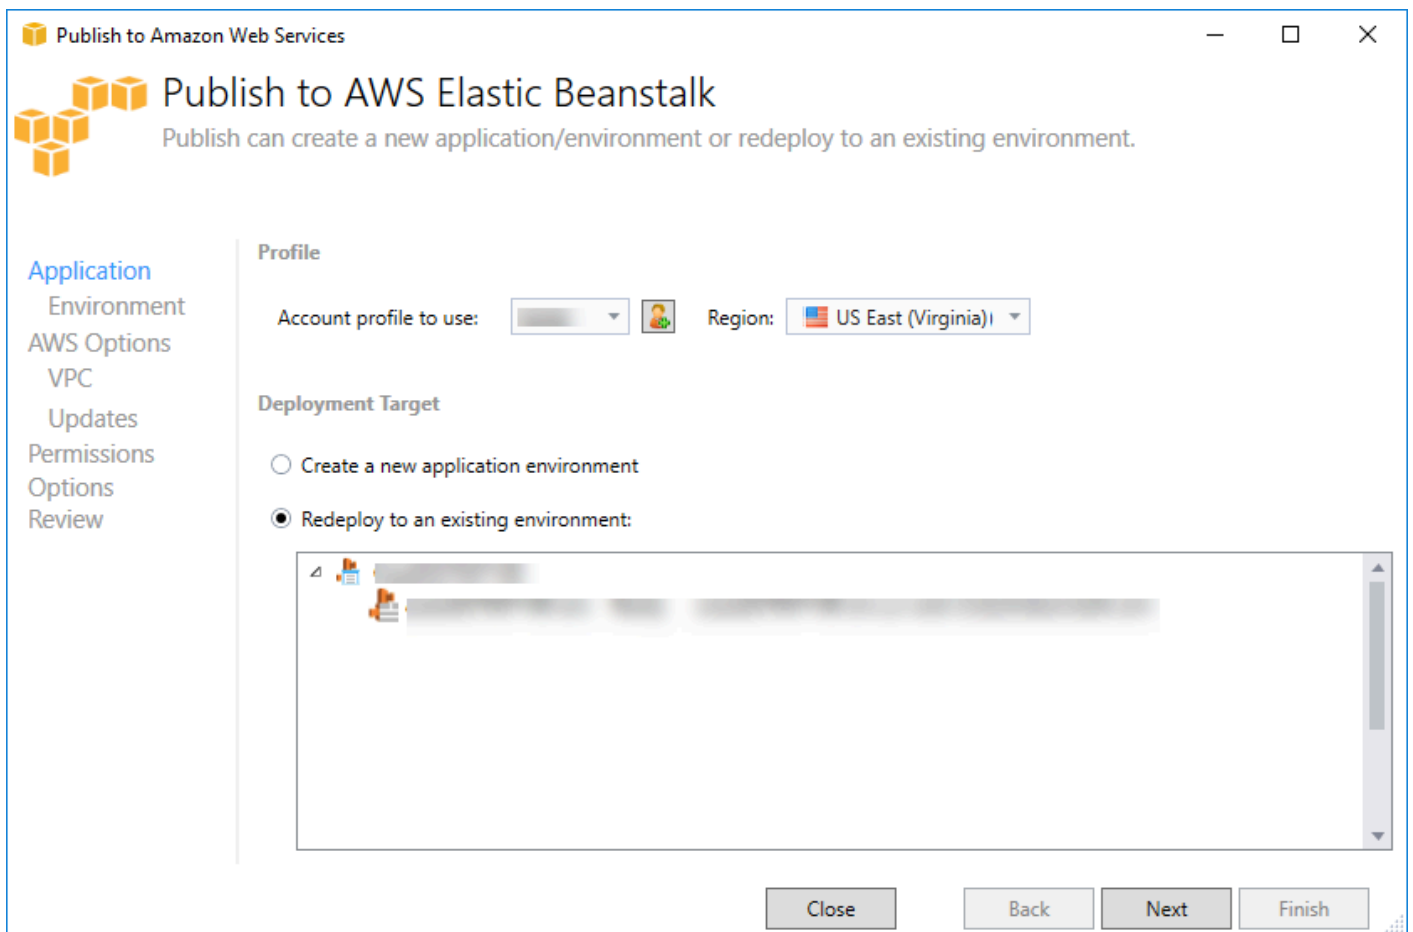 Publish to Amazon Web Services
Publish to AWS Elastic Beanstalk
Publish can create a new application/environment or redeploy to an existing environment.
Application
Environment
AWS Options
VPC
Updates
Permissions
Options
Review
Profile
Account profile to use:
Region: US East (Virginia)
Deployment Target
Create a new application environment
Redeploy to an existing environment:
Close Back Next Finish